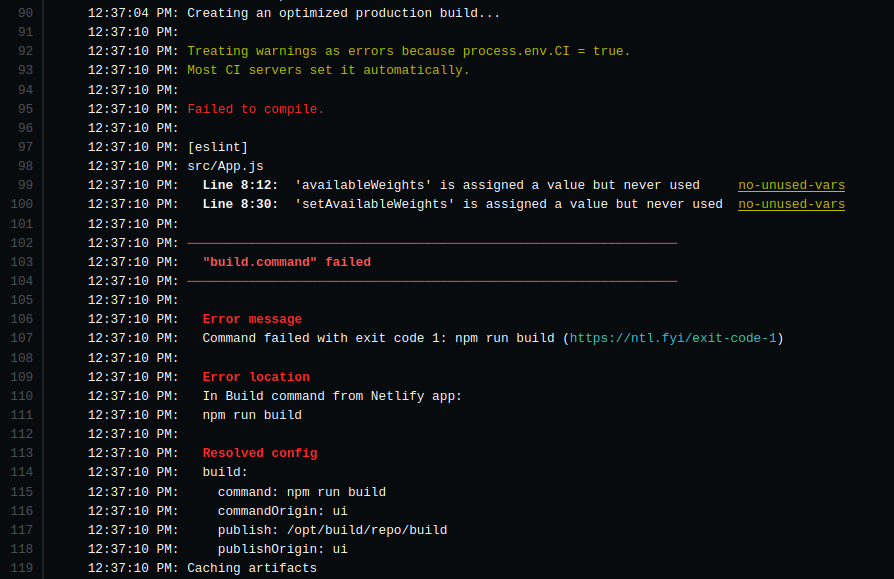 90 12:37:04 PM: Creating an optimized production build...
91 12:37:10 PM:
92 12:37:10 PM: Treating warnings as errors because process.env.CI = true.
93 12:37:10 PM: Most CI servers set it automatically.
94 12:37:10 PM:
95 12:37:10 PM: Failed to compile.
96 12:37:10 PM:
97 12:37:10 PM: [eslint]
98 12:37:10 PM: src/App.js
99 12:37:10 PM:   Line 8:12:  'availableWeights' is assigned a value but never used     no-unused-vars
100 12:37:10 PM:   Line 8:30:  'setAvailableWeights' is assigned a value but never used  no-unused-vars
101 12:37:10 PM:
102 12:37:10 PM: ────────────────────────────────────────────────────────────────
103 12:37:10 PM:   "build.command" failed
104 12:37:10 PM: ────────────────────────────────────────────────────────────────
105 12:37:10 PM:
106 12:37:10 PM:   Error message
107 12:37:10 PM:   Command failed with exit code 1: npm run build (https://ntl.fyi/exit-code-1)
108 12:37:10 PM:
109 12:37:10 PM:   Error location
110 12:37:10 PM:   In Build command from Netlify app:
111 12:37:10 PM:   npm run build
112 12:37:10 PM:
113 12:37:10 PM:   Resolved config
114 12:37:10 PM:   build:
115 12:37:10 PM:     command: npm run build
116 12:37:10 PM:     commandOrigin: ui
117 12:37:10 PM:     publish: /opt/build/repo/build
118 12:37:10 PM:     publishOrigin: ui
119 12:37:10 PM: Caching artifacts